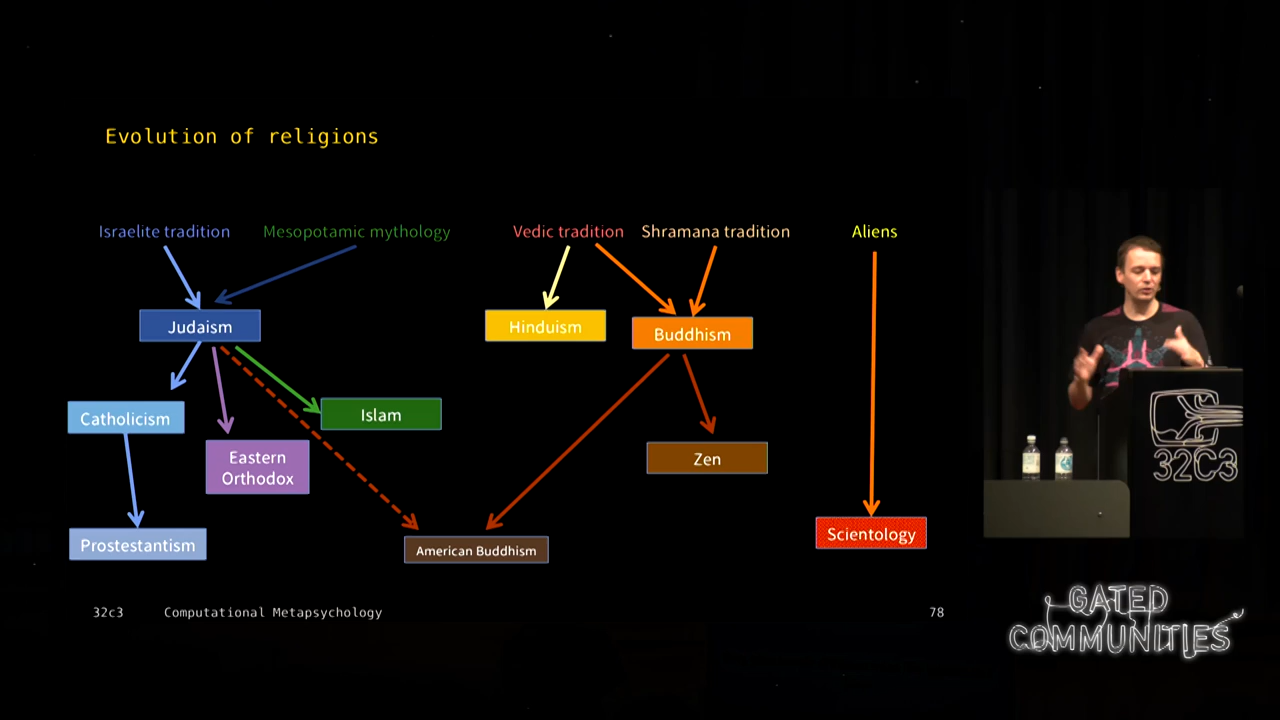 Evolution of religions
Israelite tradition
Mesopotamic mythology
Vedic tradition
Shramana tradition
Aliens
Judaism
Hinduism
Buddhism
Catholicism
Islam
Eastern
Orthodox
Zen
Prostestantism
American Buddhism
Scientology
32c3
Computational Metapsychology
78
32C3
GATED
COMMUNITIES